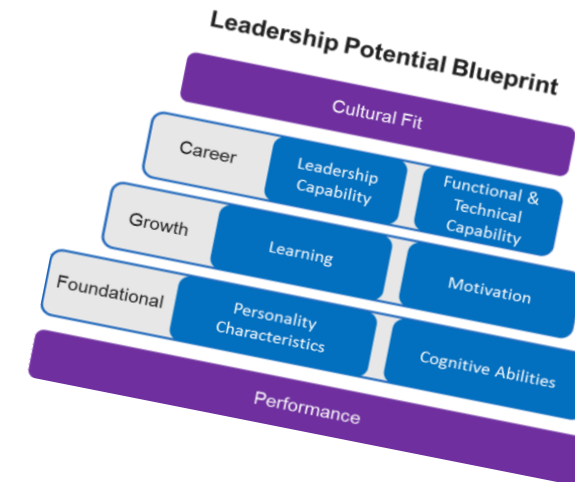 Leadership Potential Blueprint
Cultural Fit
Career
Leadership
Capability
Functional &
Technical
Capability
Growth
Learning
Motivation
Foundational
Personality
Characteristics
Cognitive Abilities
Performance